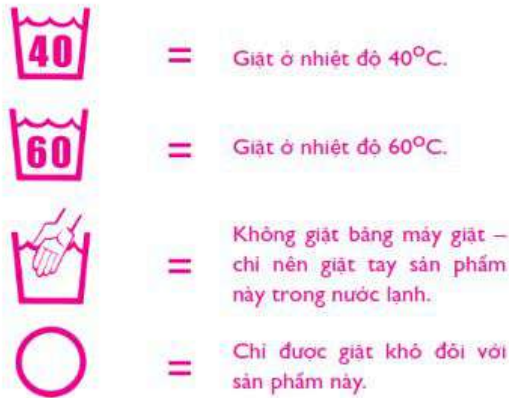 40 = Giặt ở nhiệt độ 40°C.
60 = Giặt ở nhiệt độ 60°C.
= Không giặt bằng máy giặt –
chỉ nên giặt tay sản phẩm
này trong nước lạnh.
= Chỉ được giặt khô đối với
sản phẩm này.